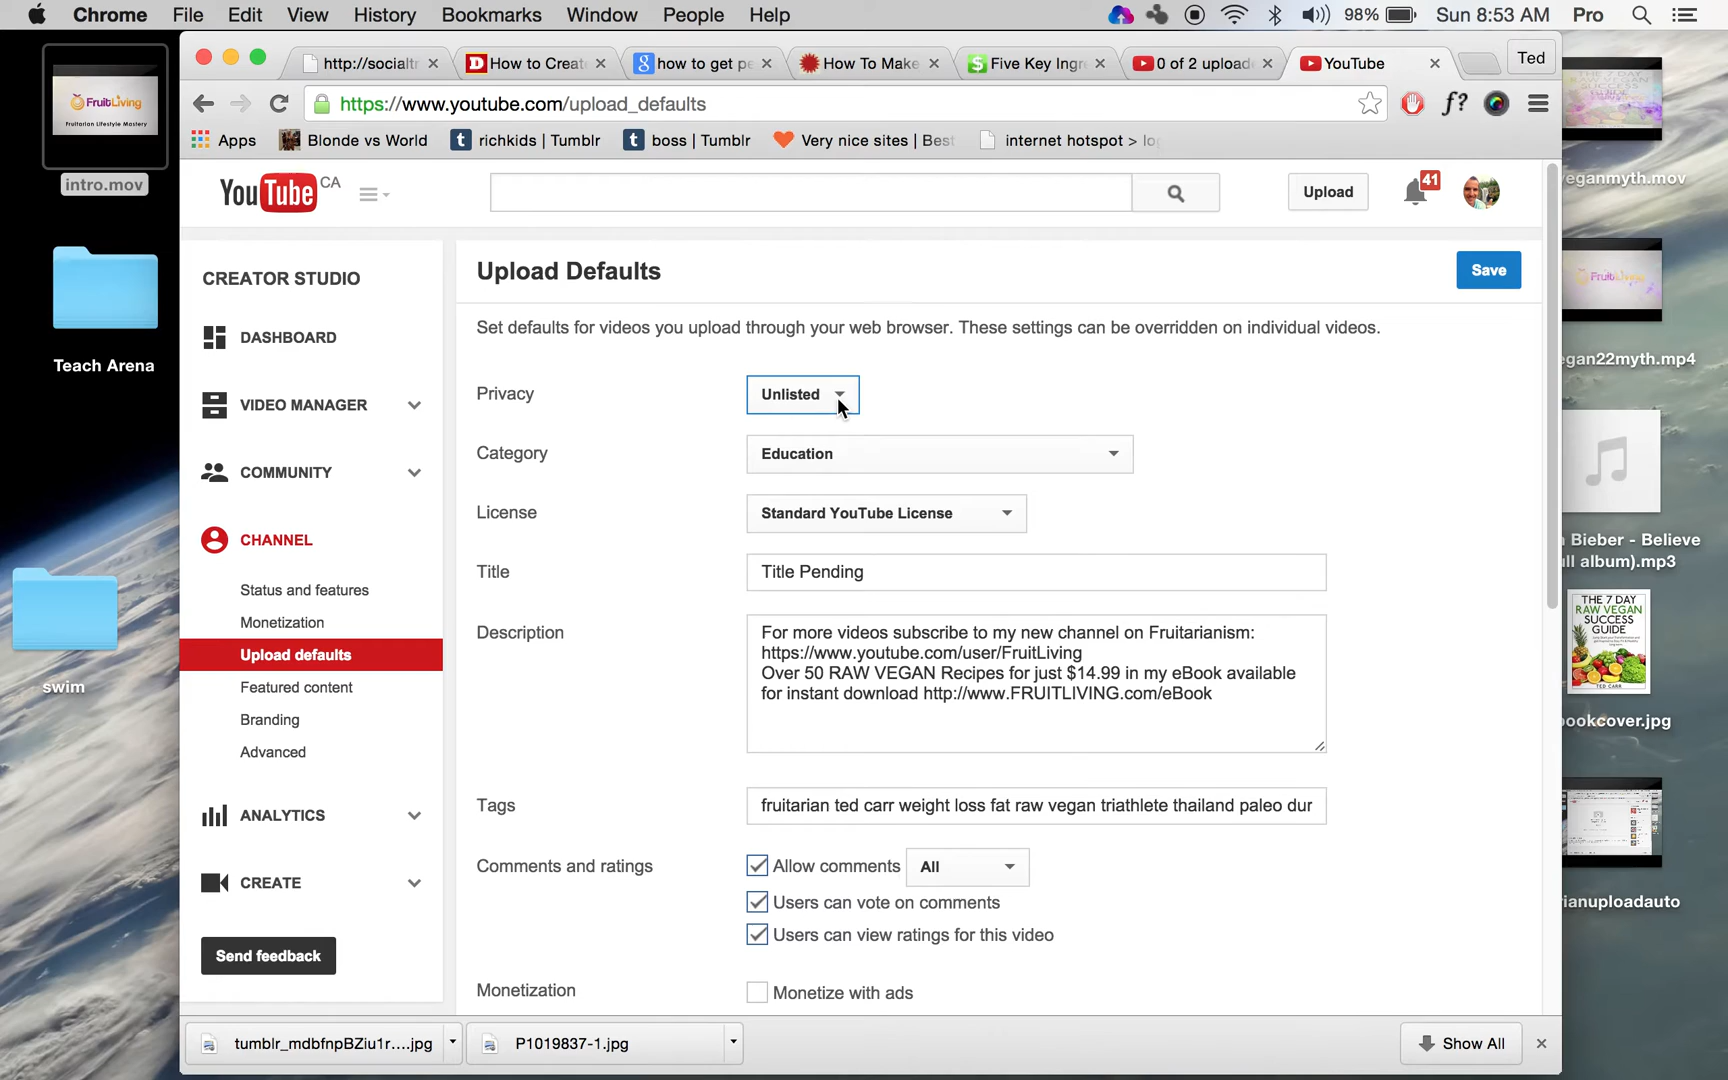 Chrome File Edit View History Bookmarks Window People Help 98% Sun 8:53 AM Pro
http://socialtr
How to Create
how to get pe
How To Make
Five Key Ingre
0 of 2 upload
YouTube
Ted
https://www.youtube.com/upload_defaults
Apps
Blonde vs World
richkids | Tumblr
boss | Tumblr
Very nice sites | Best
internet hotspot > lo
YouTube CA
Upload
41
CREATOR STUDIO
DASHBOARD
VIDEO MANAGER
COMMUNITY
CHANNEL
Status and features
Monetization
Upload defaults
Featured content
Branding
Advanced
ANALYTICS
CREATE
Send feedback
Upload Defaults
Save
Set defaults for videos you upload through your web browser. These settings can be overridden on individual videos.
Privacy
Unlisted
Category
Education
License
Standard YouTube License
Title
Title Pending
Description
For more videos subscribe to my new channel on Fruitarianism:
https://www.youtube.com/user/FruitLiving
Over 50 RAW VEGAN Recipes for just $14.99 in my eBook available
for instant download http://www.FRUITLIVING.com/eBook
Tags
fruitarian ted carr weight loss fat raw vegan triathlete thailand paleo dur
Comments and ratings
Allow comments
All
Users can vote on comments
Users can view ratings for this video
Monetization
Monetize with ads
tumblr_mdbfnpBZiu1r....jpg
P1019837-1.jpg
Show All
FruitLiving
Fruitarian Lifestyle Mastery
intro.mov
Teach Arena
swim
veganmyth.mov
egan22myth.mp4
Bieber - Believe
ll album).mp3
THE 7 DAY
RAW VEGAN
SUCCESS
GUIDE
TED CARR
bookcover.jpg
ianuploadauto